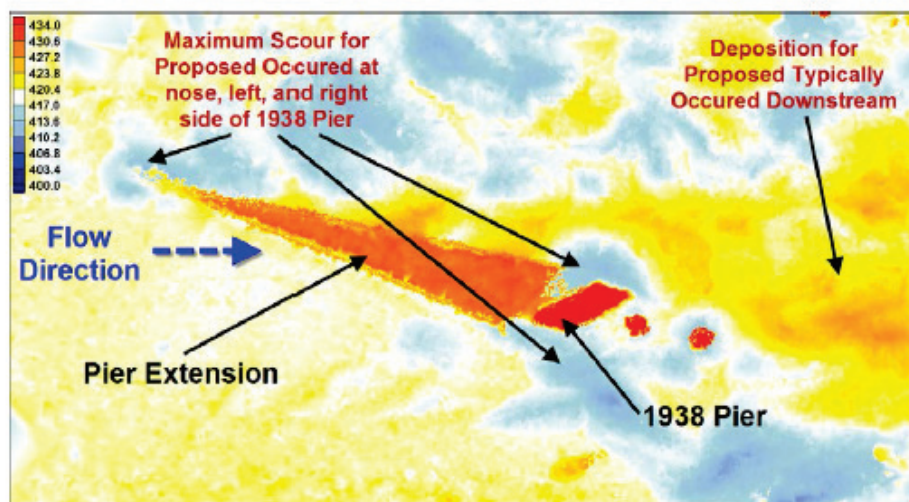 434.0
430.6
427.2
423.8
420.4
417.0
413.6
410.2
406.8
403.4
400.0
Maximum Scour for
Proposed Occured at
nose, left, and right
side of 1938 Pier
Deposition for
Proposed Typically
Occured Downstream
Flow
Direction
Pier Extension
1938 Pier